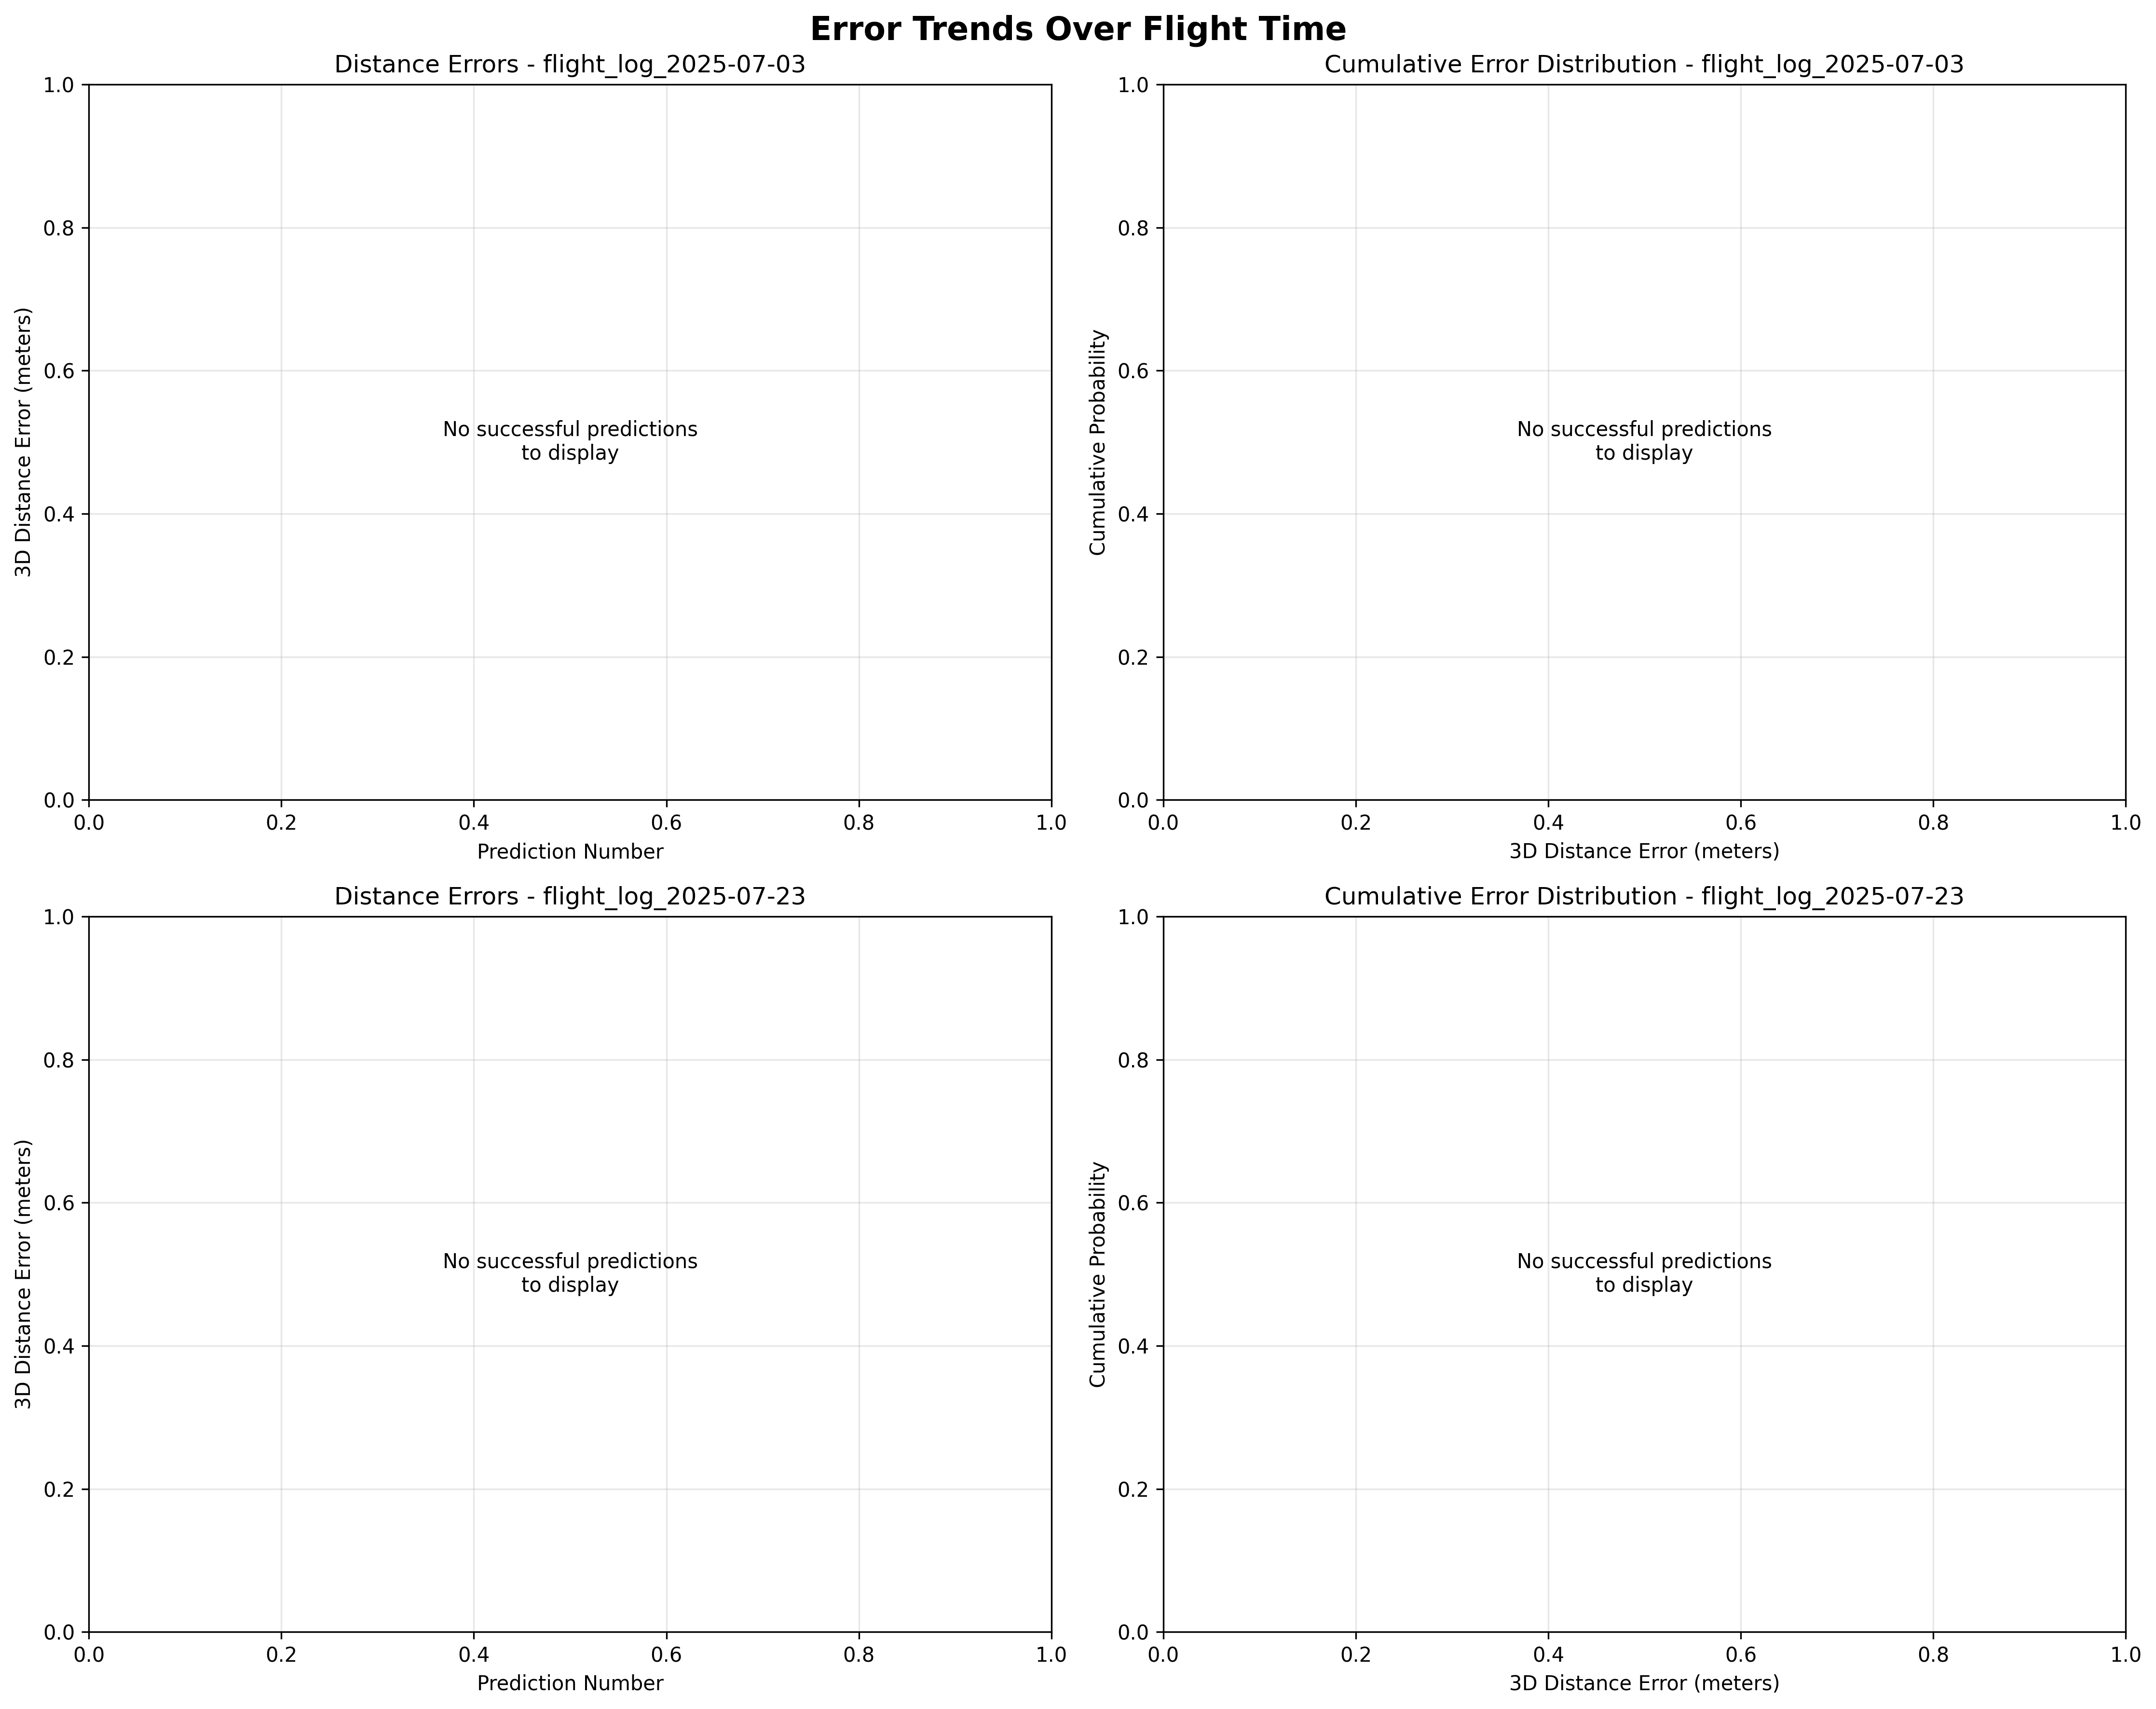 Error Trends Over Flight Time
Distance Errors - flight_log_2025-07-03
1.0
0.8
0.6
0.4
0.2
0.0
3D Distance Error (meters)
No successful predictions
to display
0.0 0.2 0.4 0.6 0.8 1.0
Prediction Number
Cumulative Error Distribution - flight_log_2025-07-03
1.0
0.8
0.6
0.4
0.2
0.0
Cumulative Probability
No successful predictions
to display
0.0 0.2 0.4 0.6 0.8 1.0
3D Distance Error (meters)
Distance Errors - flight_log_2025-07-23
1.0
0.8
0.6
0.4
0.2
0.0
3D Distance Error (meters)
No successful predictions
to display
0.0 0.2 0.4 0.6 0.8 1.0
Prediction Number
Cumulative Error Distribution - flight_log_2025-07-23
1.0
0.8
0.6
0.4
0.2
0.0
Cumulative Probability
No successful predictions
to display
0.0 0.2 0.4 0.6 0.8 1.0
3D Distance Error (meters)